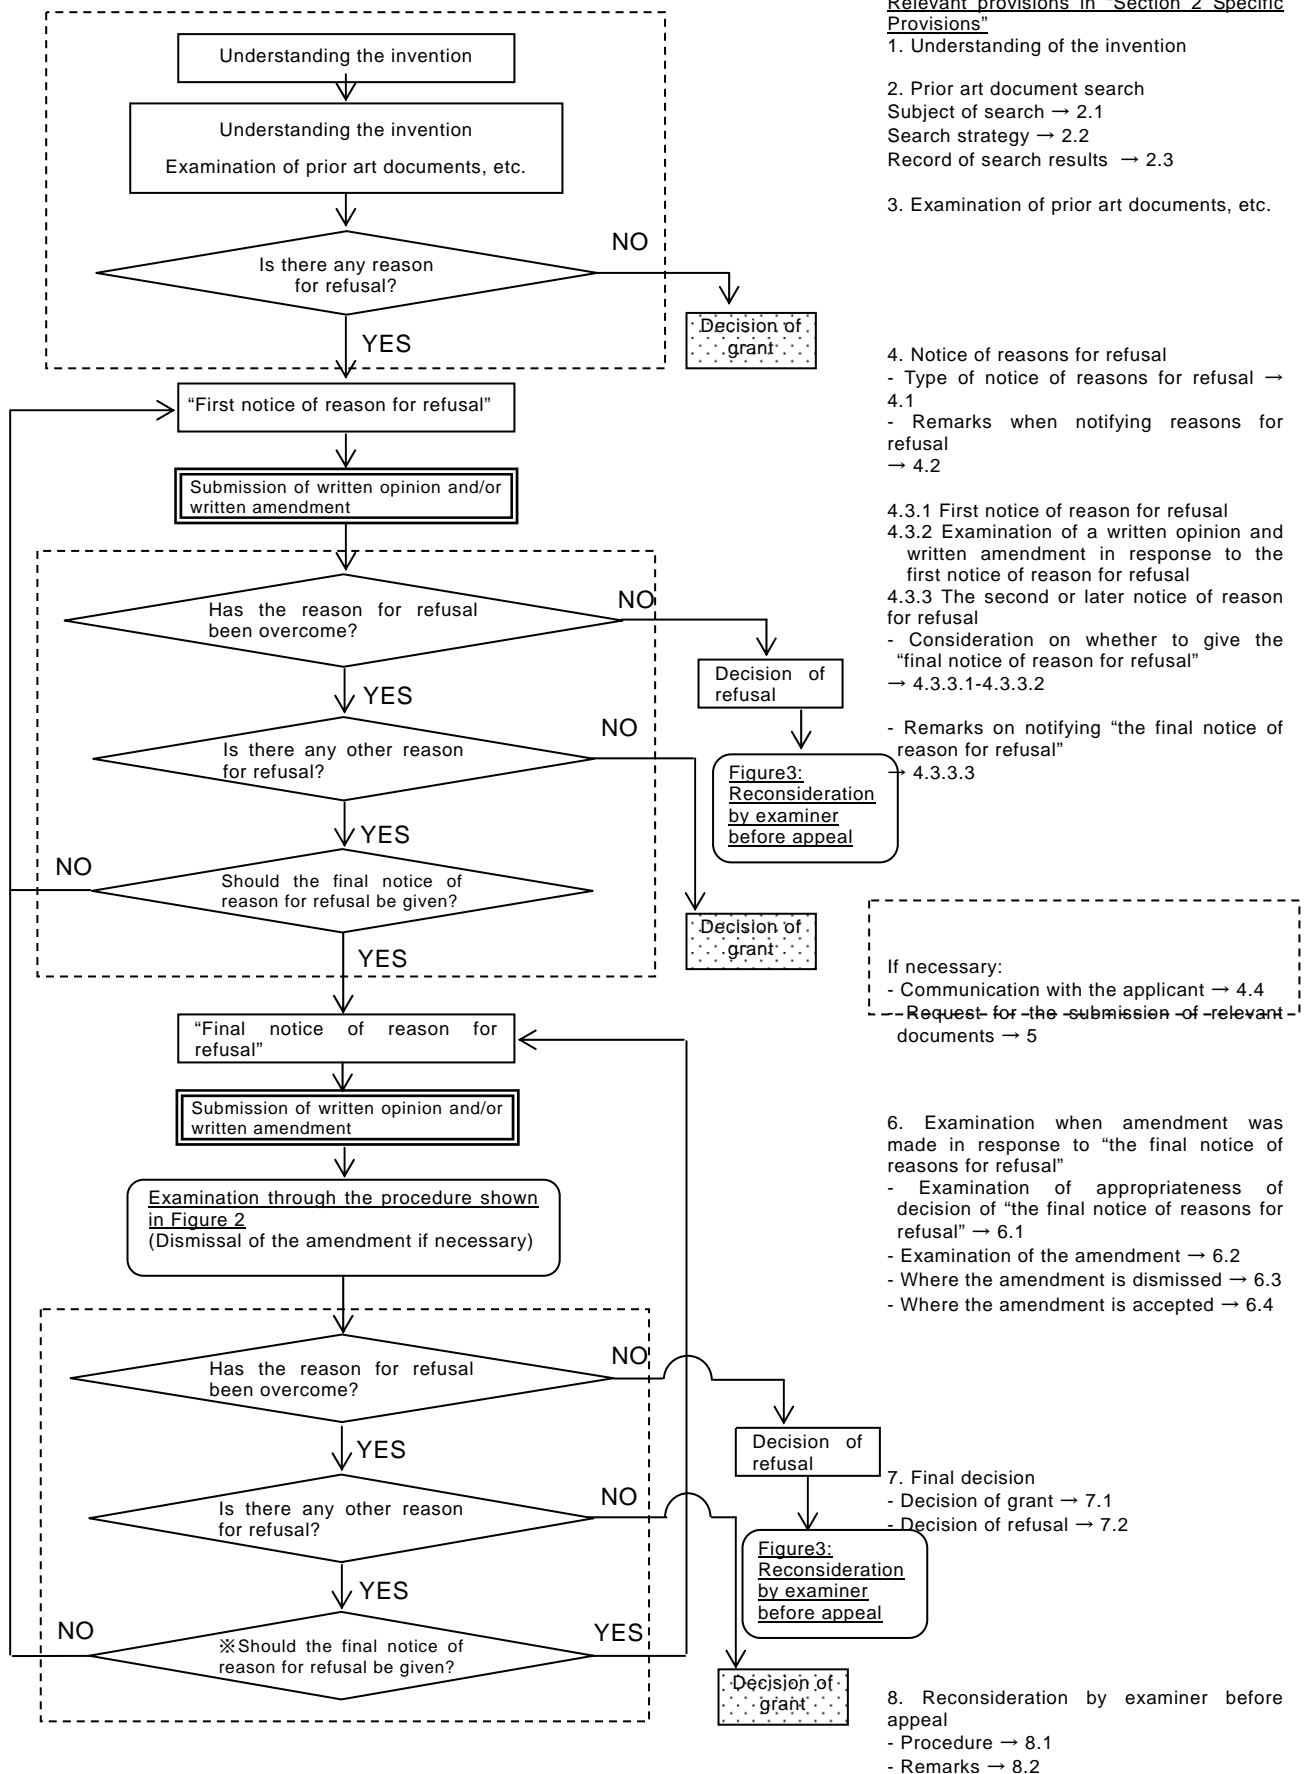 Understanding the invention
Understanding the invention
Examination of prior art documents, etc.
Is there any reason
for refusal?
NO
Decision of
grant
YES
“First notice of reason for refusal”
Submission of written opinion and/or
written amendment
Has the reason for refusal
been overcome?
NO
Decision of
refusal
YES
Is there any other reason
for refusal?
NO
Figure3:
Reconsideration
by examiner
before appeal
YES
Should the final notice of
reason for refusal be given?
NO
Decision of
grant
YES
“Final notice of reason for
refusal”
Submission of written opinion and/or
written amendment
Examination through the procedure shown
in Figure 2
(Dismissal of the amendment if necessary)
Has the reason for refusal
been overcome?
NO
Decision of
refusal
YES
Is there any other reason
for refusal?
NO
Figure3:
Reconsideration
by examiner
before appeal
YES
※Should the final notice of
reason for refusal be given?
NO
YES
Decision of
grant
Relevant provisions in “Section 2 Specific
Provisions”
1. Understanding of the invention
2. Prior art document search
Subject of search → 2.1
Search strategy → 2.2
Record of search results → 2.3
3. Examination of prior art documents, etc.
4. Notice of reasons for refusal
- Type of notice of reasons for refusal →
4.1
- Remarks when notifying reasons for
refusal
→ 4.2
4.3.1 First notice of reason for refusal
4.3.2 Examination of a written opinion and
written amendment in response to the
first notice of reason for refusal
4.3.3 The second or later notice of reason
for refusal
- Consideration on whether to give the
“final notice of reason for refusal”
→ 4.3.3.1-4.3.3.2
- Remarks on notifying “the final notice of
reason for refusal”
→ 4.3.3.3
If necessary:
- Communication with the applicant → 4.4
- Request for the submission of relevant
documents → 5
6. Examination when amendment was
made in response to “the final notice of
reasons for refusal”
- Examination of appropriateness of
decision of “the final notice of reasons for
refusal” → 6.1
- Examination of the amendment → 6.2
- Where the amendment is dismissed → 6.3
- Where the amendment is accepted → 6.4
7. Final decision
- Decision of grant → 7.1
- Decision of refusal → 7.2
8. Reconsideration by examiner before
appeal
- Procedure → 8.1
- Remarks → 8.2